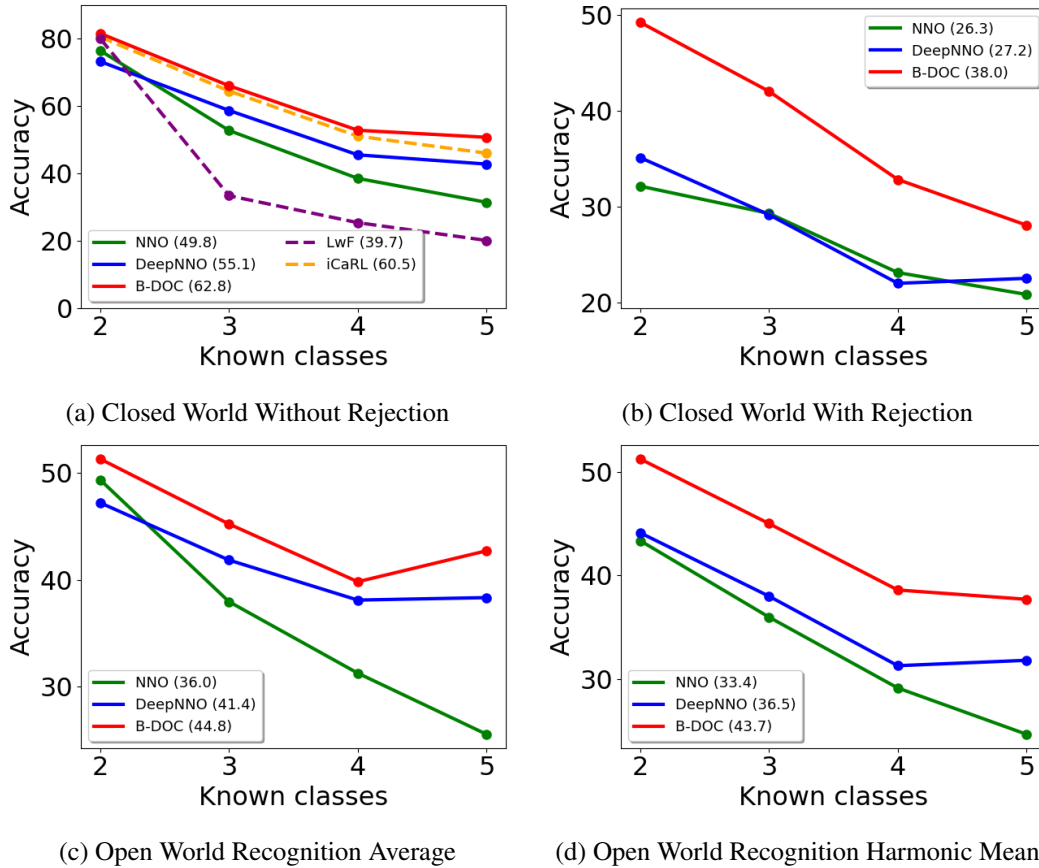 80
60
40
20
0
Accuracy
NNO (49.8)
DeepNNO (55.1)
B-DOC (62.8)
LwF (39.7)
iCaRL (60.5)
2 3 4 5
Known classes
(a) Closed World Without Rejection
50
40
30
20
Accuracy
NNO (26.3)
DeepNNO (27.2)
B-DOC (38.0)
2 3 4 5
Known classes
(b) Closed World With Rejection
50
40
30
Accuracy
NNO (36.0)
DeepNNO (41.4)
B-DOC (44.8)
2 3 4 5
Known classes
(c) Open World Recognition Average
50
40
30
Accuracy
NNO (33.4)
DeepNNO (36.5)
B-DOC (43.7)
2 3 4 5
Known classes
(d) Open World Recognition Harmonic Mean